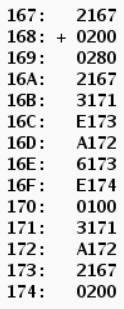 167:   2167
168: + 0200
169:   0280
16A:   2167
16B:   3171
16C:   E173
16D:   A172
16E:   6173
16F:   E174
170:   0100
171:   3171
172:   A172
173:   2167
174:   0200